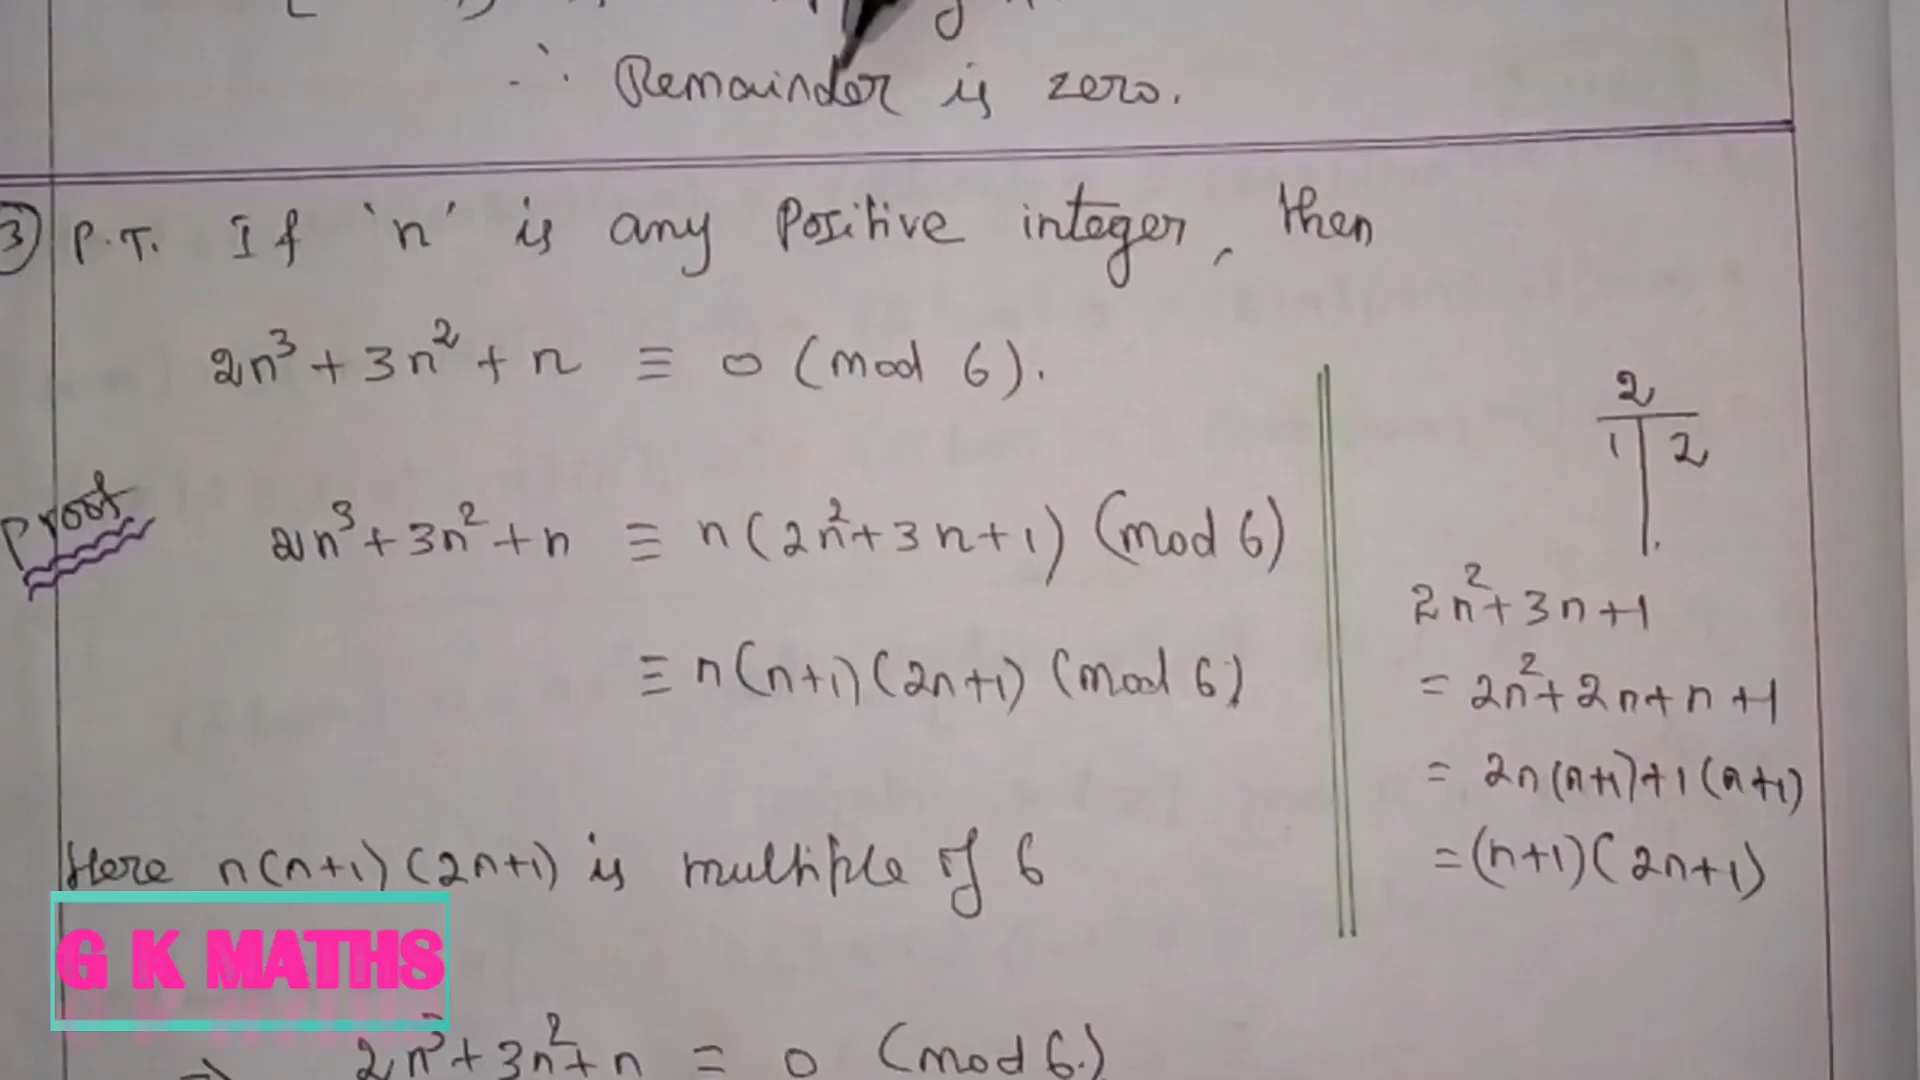 ∴ Remainder is zero.
3) P.T. If 'n' is any Positive integer, then
2n³ + 3n² + n ≡ 0 (mod 6).
Proof
2n³ + 3n² + n ≡ n(2n² + 3n + 1) (mod 6)
≡ n(n+1)(2n+1) (mod 6)
Here n(n+1)(2n+1) is multiple of 6
⇒ 2n³ + 3n² + n = 0 (mod 6.)
2
1 | 2
2n² + 3n + 1
= 2n² + 2n + n + 1
= 2n(n+1) + 1(n+1)
= (n+1)(2n+1)
G K MATHS